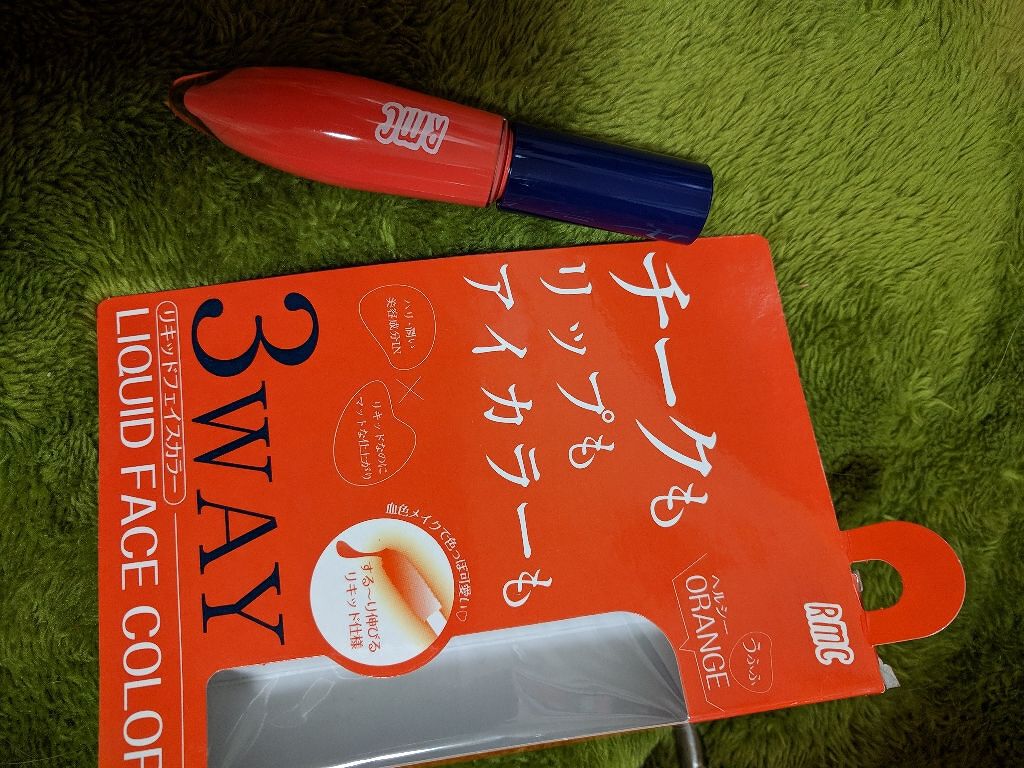 RMC
RMC
うふふ
ヘルシー
ORANGE
チークも
リップも
アイカラーも
ハリ・潤い
美容成分IN
×
リキッドなのに
マットな仕上がり
血色メイクで色っぽ可愛い♡
する〜り伸びる
リキッド仕様
3WAY
リキッドフェイスカラー
LIQUID FACE COLOR